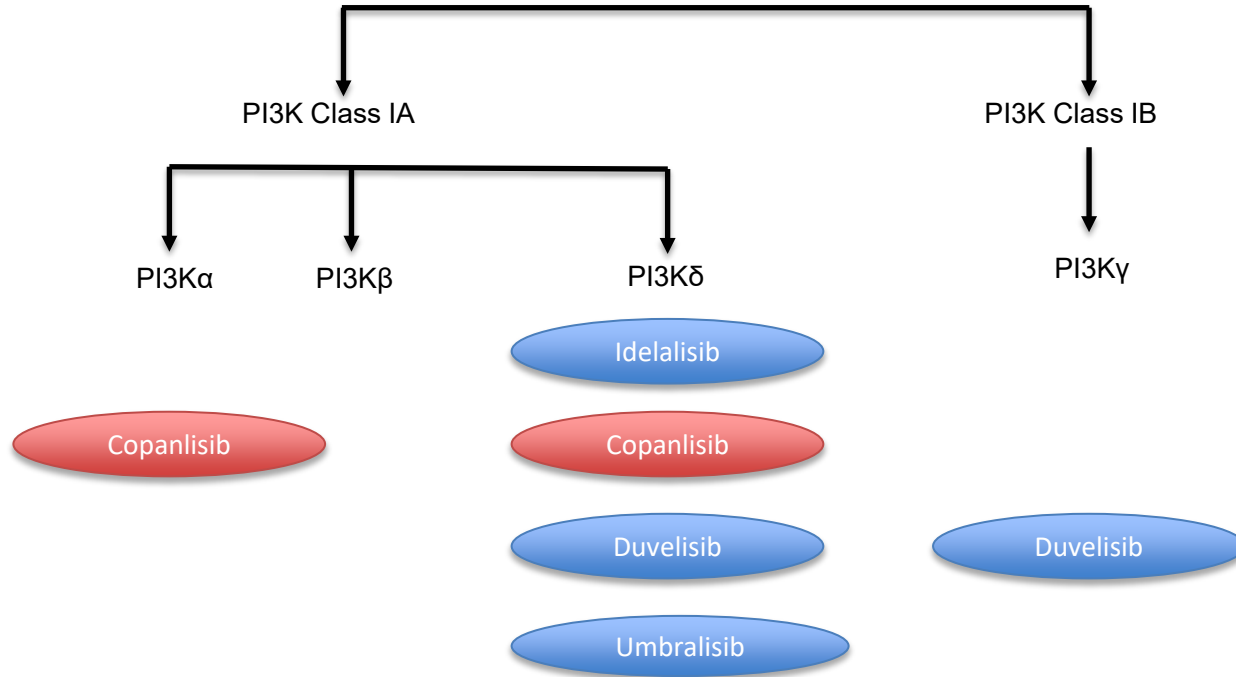 PI3K Class IA
PI3K Class IB
PI3Kα
PI3Kβ
PI3Kδ
PI3Kγ
Idelalisib
Copanlisib
Copanlisib
Duvelisib
Duvelisib
Umbralisib